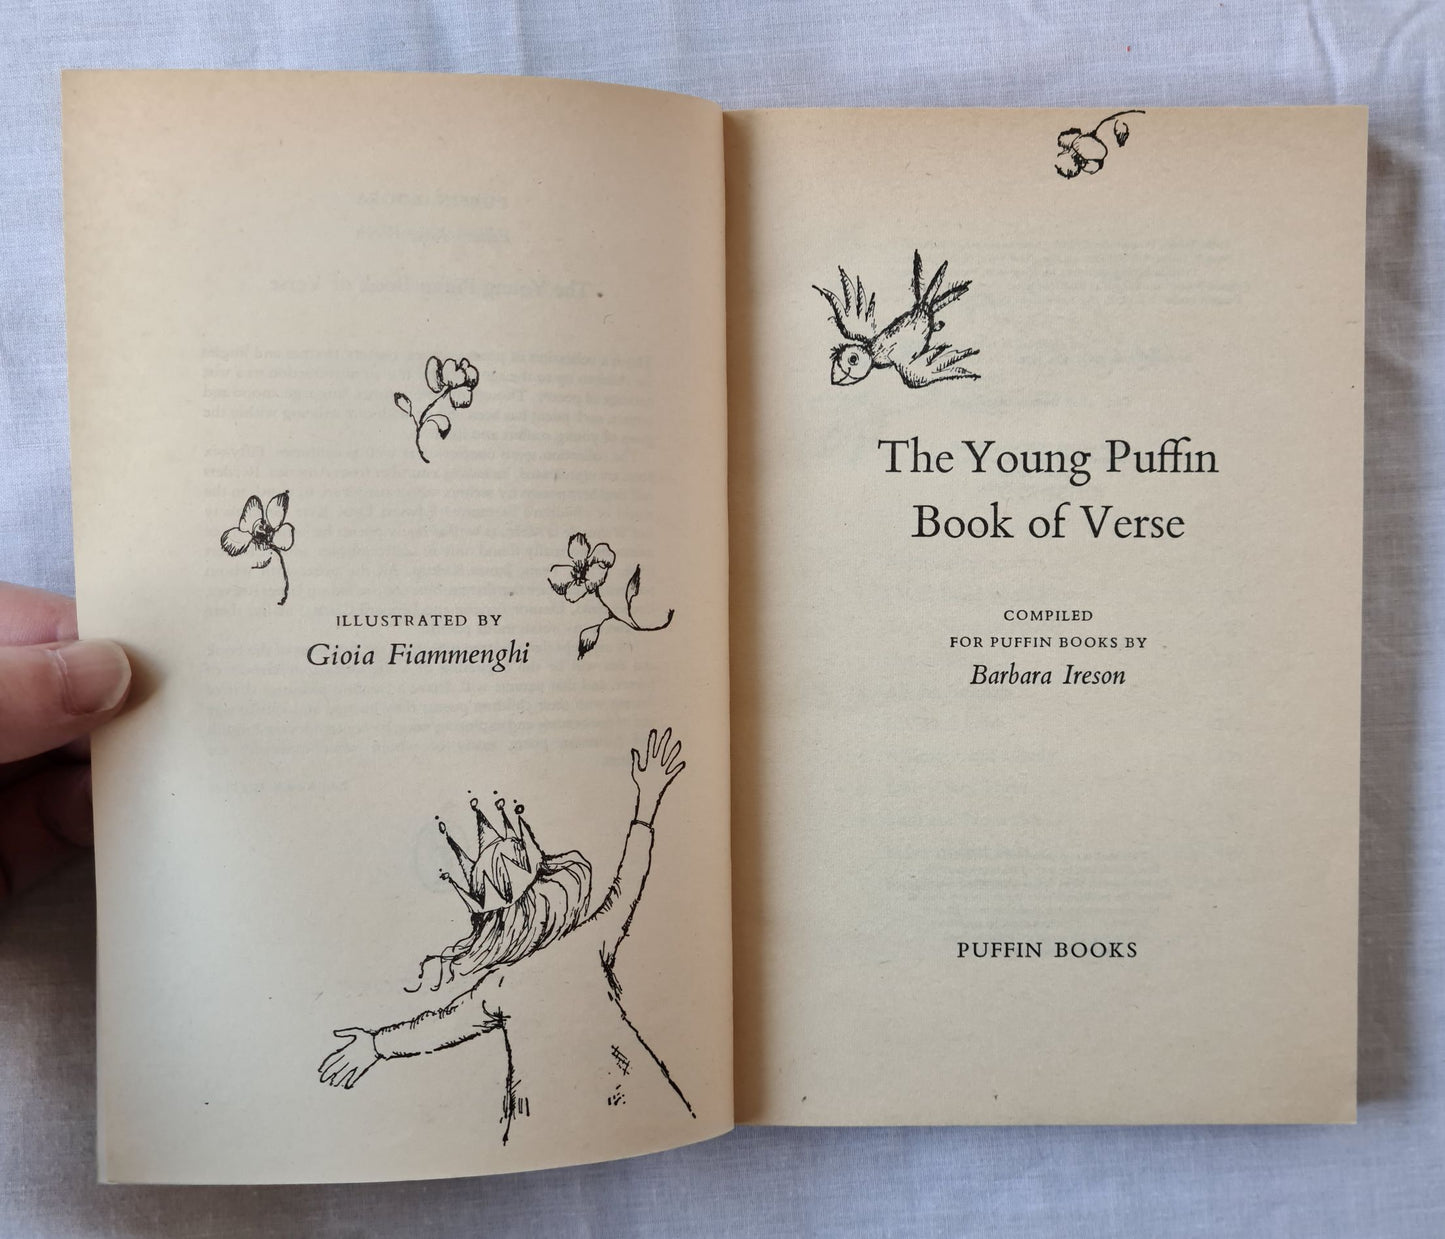 ILLUSTRATED BY
Gioia Fiammenghi
The Young Puffin
Book of Verse
COMPILED
FOR PUFFIN BOOKS BY
Barbara Ireson
PUFFIN BOOKS